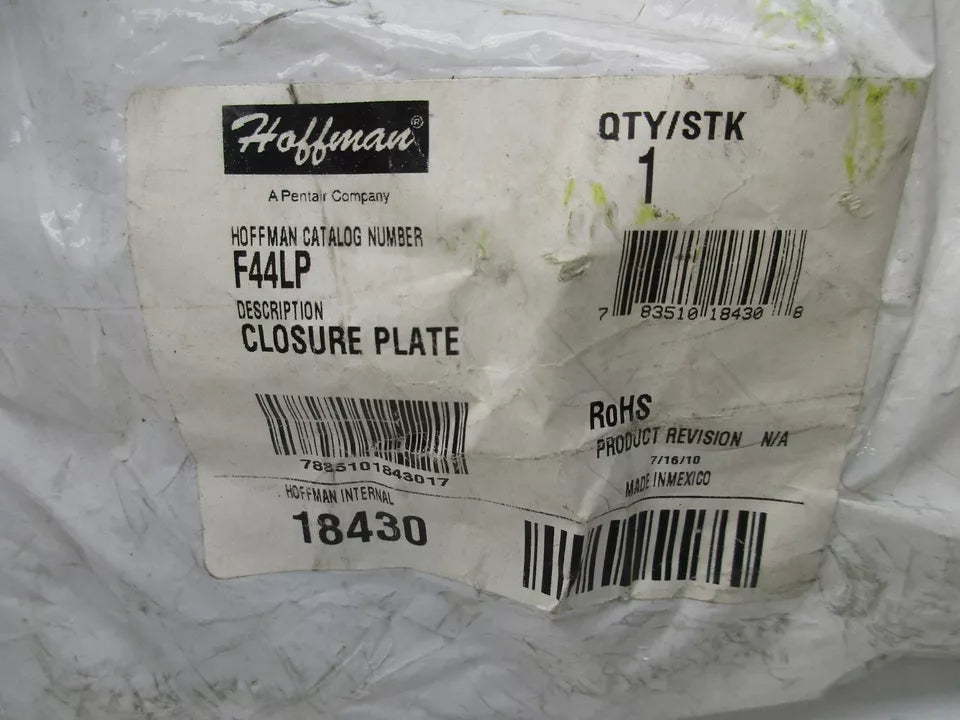 Hoffman®
A Pentair Company
QTY/STK
1
HOFFMAN CATALOG NUMBER
F44LP
DESCRIPTION
CLOSURE PLATE
7 83510 18430 8
7835101843017
RoHS
PRODUCT REVISION N/A
7/16/10
MADE INMEXICO
HOFFMAN INTERNAL
18430